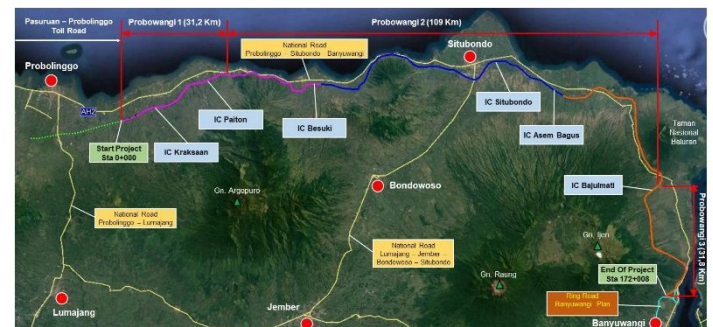 Pasuruan – Probolinggo
Toll Road
Probowangi 1 (31,2 Km)
Probowangi 2 (109 Km)
National Road
Probolinggo – Situbondo Banyuwangi
Situbondo
Probolinggo
AH2
IC Paiton
IC Besuki
IC Situbondo
IC Asem Bagus
Taman
Nasional
Baluran
Start Project
Sta 0+000
IC Kraksaan
Gn. Argopuro
Bondowoso
IC Bajulmati
Probowangi 3 (31,8 Km)
National Road
Probolinggo – Lumajang
National Road
Lumajang - Jember -
Bondowoso – Situbondo
Gn. Ijen
Gn. Raung
End Of Project
Sta 172+008
Ring Road
Banyuwangi Plan
Lumajang
Jember
Banyuwangi